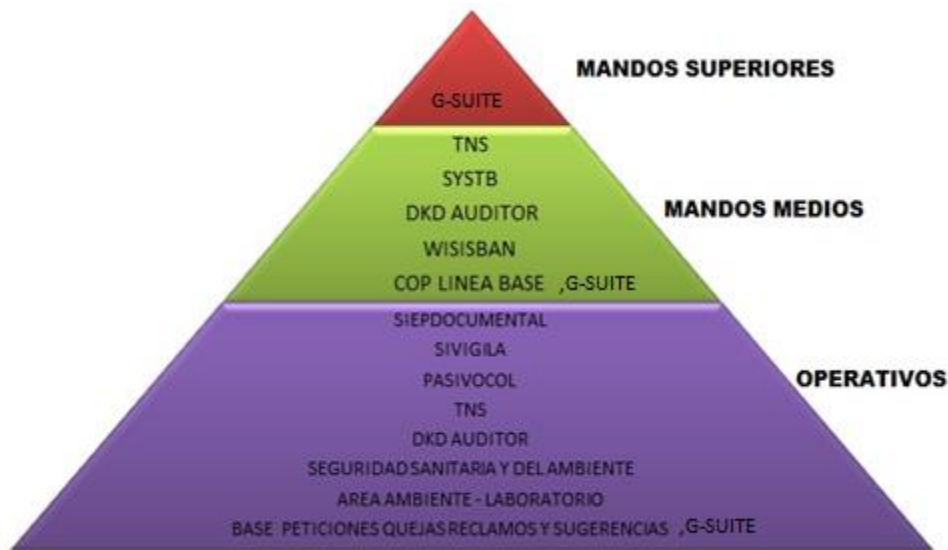 MANDOS SUPERIORES
G-SUITE
TNS
SYSTB
DKD AUDITOR
MANDOS MEDIOS
WISISBAN
COP LINEA BASE ,G-SUITE
SIEPDOCUMENTAL
SIVIGILA
PASIVOCOL
OPERATIVOS
TNS
DKD AUDITOR
SEGURIDAD SANITARIA Y DEL AMBIENTE
AREA AMBIENTE - LABORATORIO
BASE PETICIONES QUEJAS RECLAMOS Y SUGERENCIAS ,G-SUITE